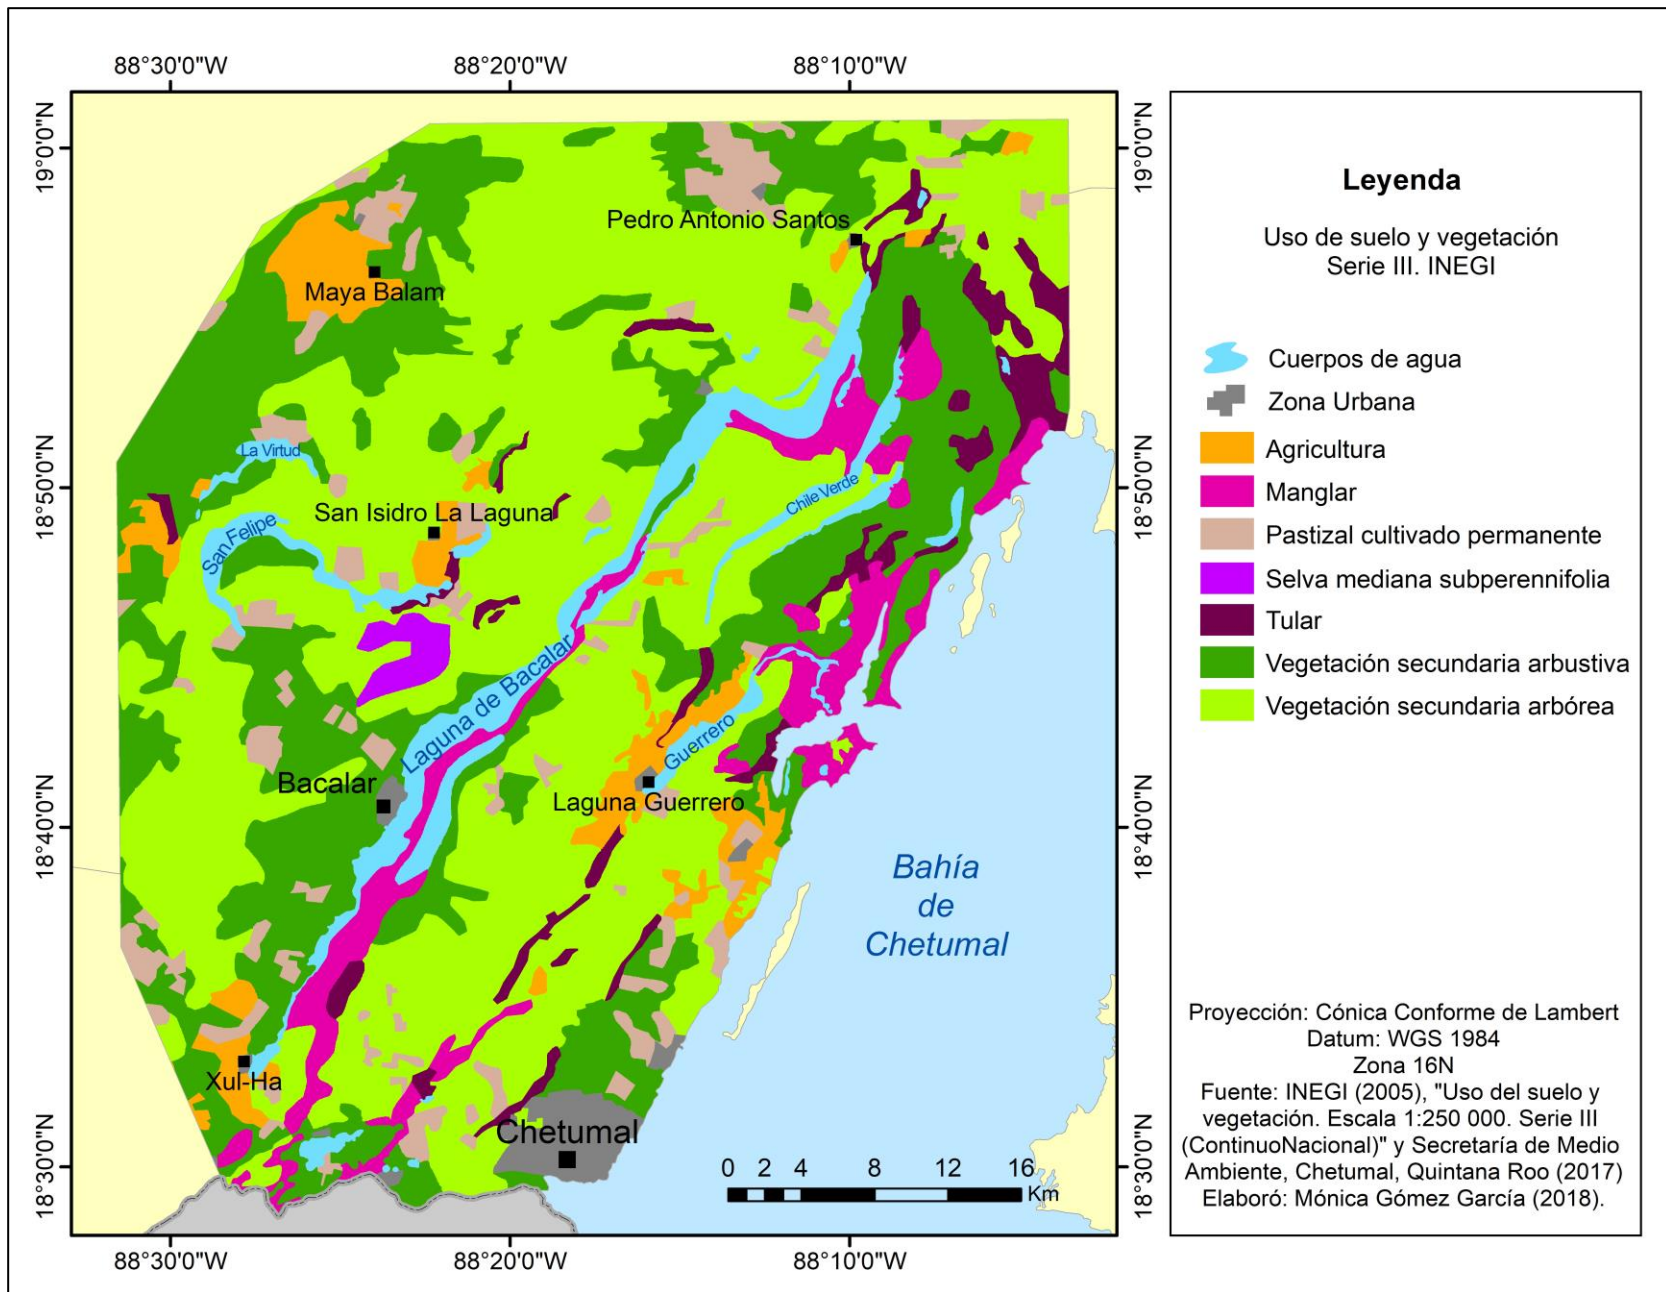 88°30'0"W
88°20'0"W
88°10'0"W
19°0'0"N
19°0'0"N
Pedro Antonio Santos
Maya Balam
La Virtud
18°50'0"N
18°50'0"N
San Isidro La Laguna
Chile Verde
San Felipe
Laguna de Bacalar
Guerrero
Bacalar
Laguna Guerrero
18°40'0"N
18°40'0"N
Bahía
de
Chetumal
Xul-Ha
Chetumal
18°30'0"N
18°30'0"N
0 2 4 8 12 16
Km
88°30'0"W
88°20'0"W
88°10'0"W
Leyenda
Uso de suelo y vegetación
Serie III. INEGI
Cuerpos de agua
Zona Urbana
Agricultura
Manglar
Pastizal cultivado permanente
Selva mediana subperennifolia
Tular
Vegetación secundaria arbustiva
Vegetación secundaria arbórea
Proyección: Cónica Conforme de Lambert
Datum: WGS 1984
Zona 16N
Fuente: INEGI (2005), "Uso del suelo y
vegetación. Escala 1:250 000. Serie III
(ContinuoNacional)" y Secretaría de Medio
Ambiente, Chetumal, Quintana Roo (2017)
Elaboró: Mónica Gómez García (2018).